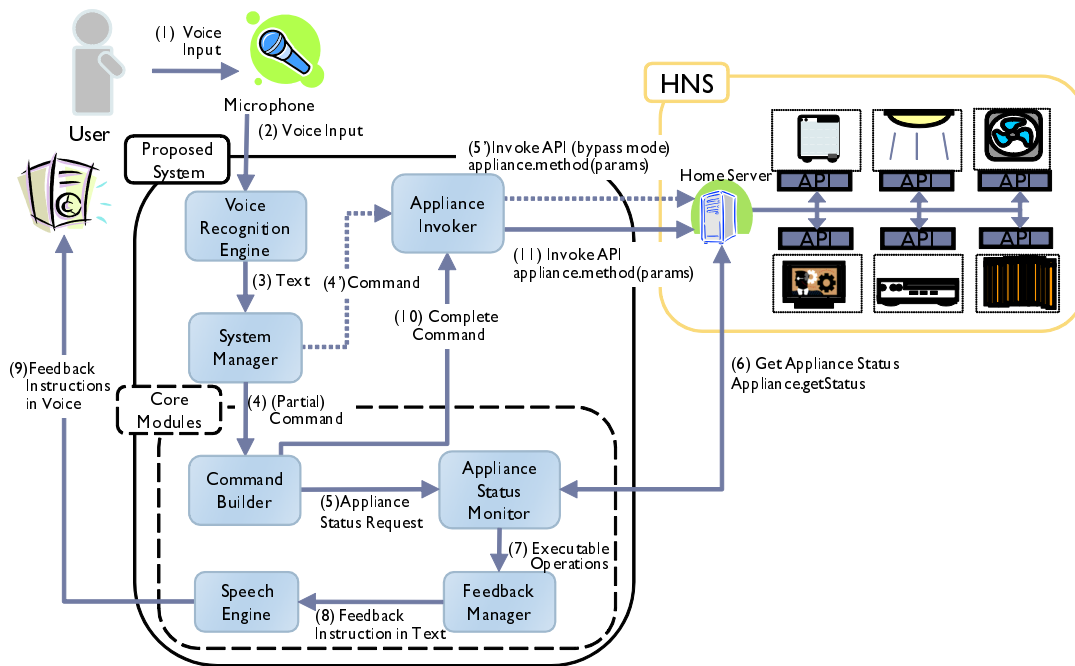 (1) Voice
Input
HNS
Microphone
User
(2) Voice Input
Proposed
System
(5') Invoke API (bypass mode)
appliance.method(params)
Home Server
API
API
API
Voice
Recognition
Engine
Appliance
Invoker
API
API
API
(11) Invoke API
appliance.method(params)
(3) Text
(4')Command
(10) Complete
Command
System
Manager
(6) Get Appliance Status
Appliance.getStatus
(9)Feedback
Instructions
in Voice
Core
Modules
(4) (Partial)
Command
Command
Builder
Appliance
Status
Monitor
(5)Appliance
Status Request
(7) Executable
Operations
Speech
Engine
Feedback
Manager
(8) Feedback
Instruction in Text